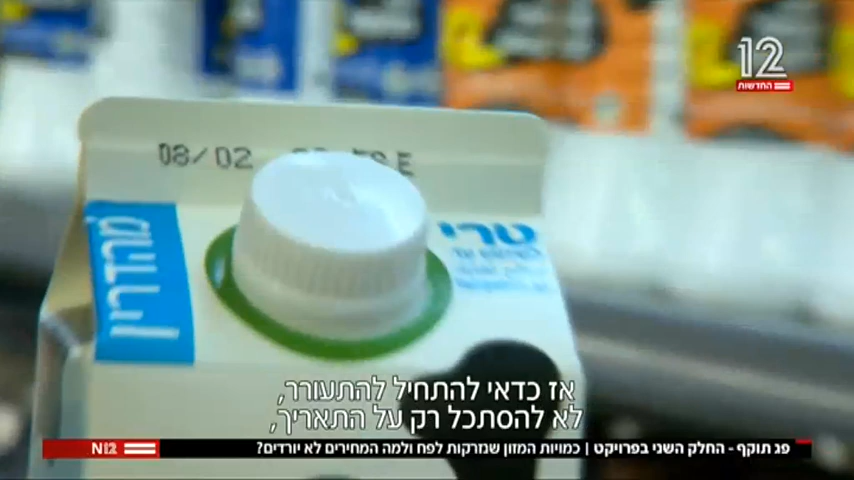 12
החדשות
08/02
מהדרין
טרי
אז כדאי להתחיל להתעורר,
לא להסתכל רק על התאריך,
פג תוקף - החלק השני בפרויקט | כמויות המזון שנזרקות לפח ולמה המחירים לא יורדים?
N12